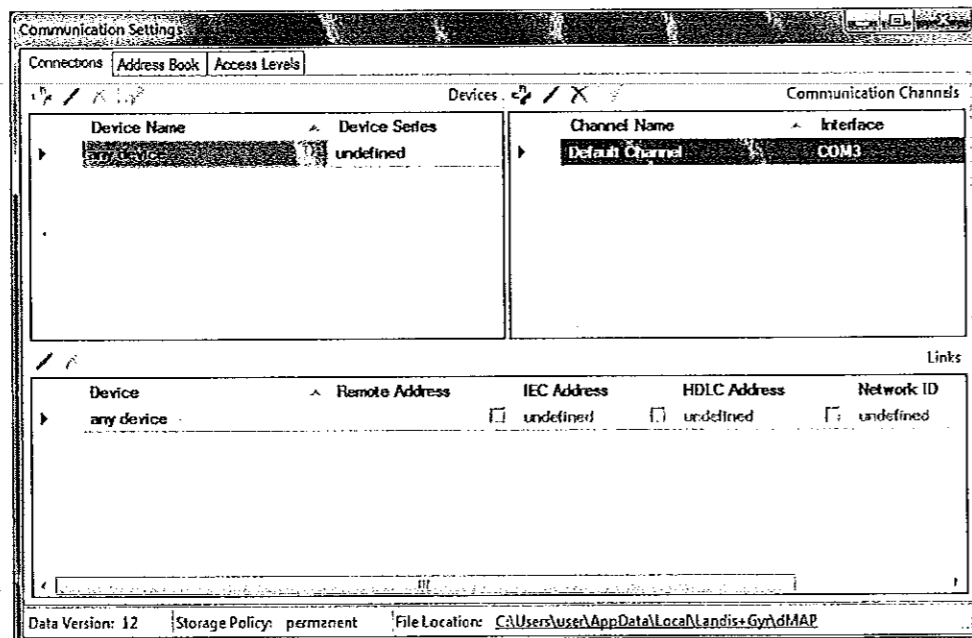 Communication Settings
Connections Address Book Access Levels
Devices Communication Channels
Device Name Device Series Channel Name Interface
any device undefined Default Channel COM3
Links
Device Remote Address IEC Address HDLC Address Network ID
any device undefined undefined undefined
Data Version: 12 Storage Policy: permanent File Location: C:\Users\user\AppData\Local\Landis+Gyr\dMAP